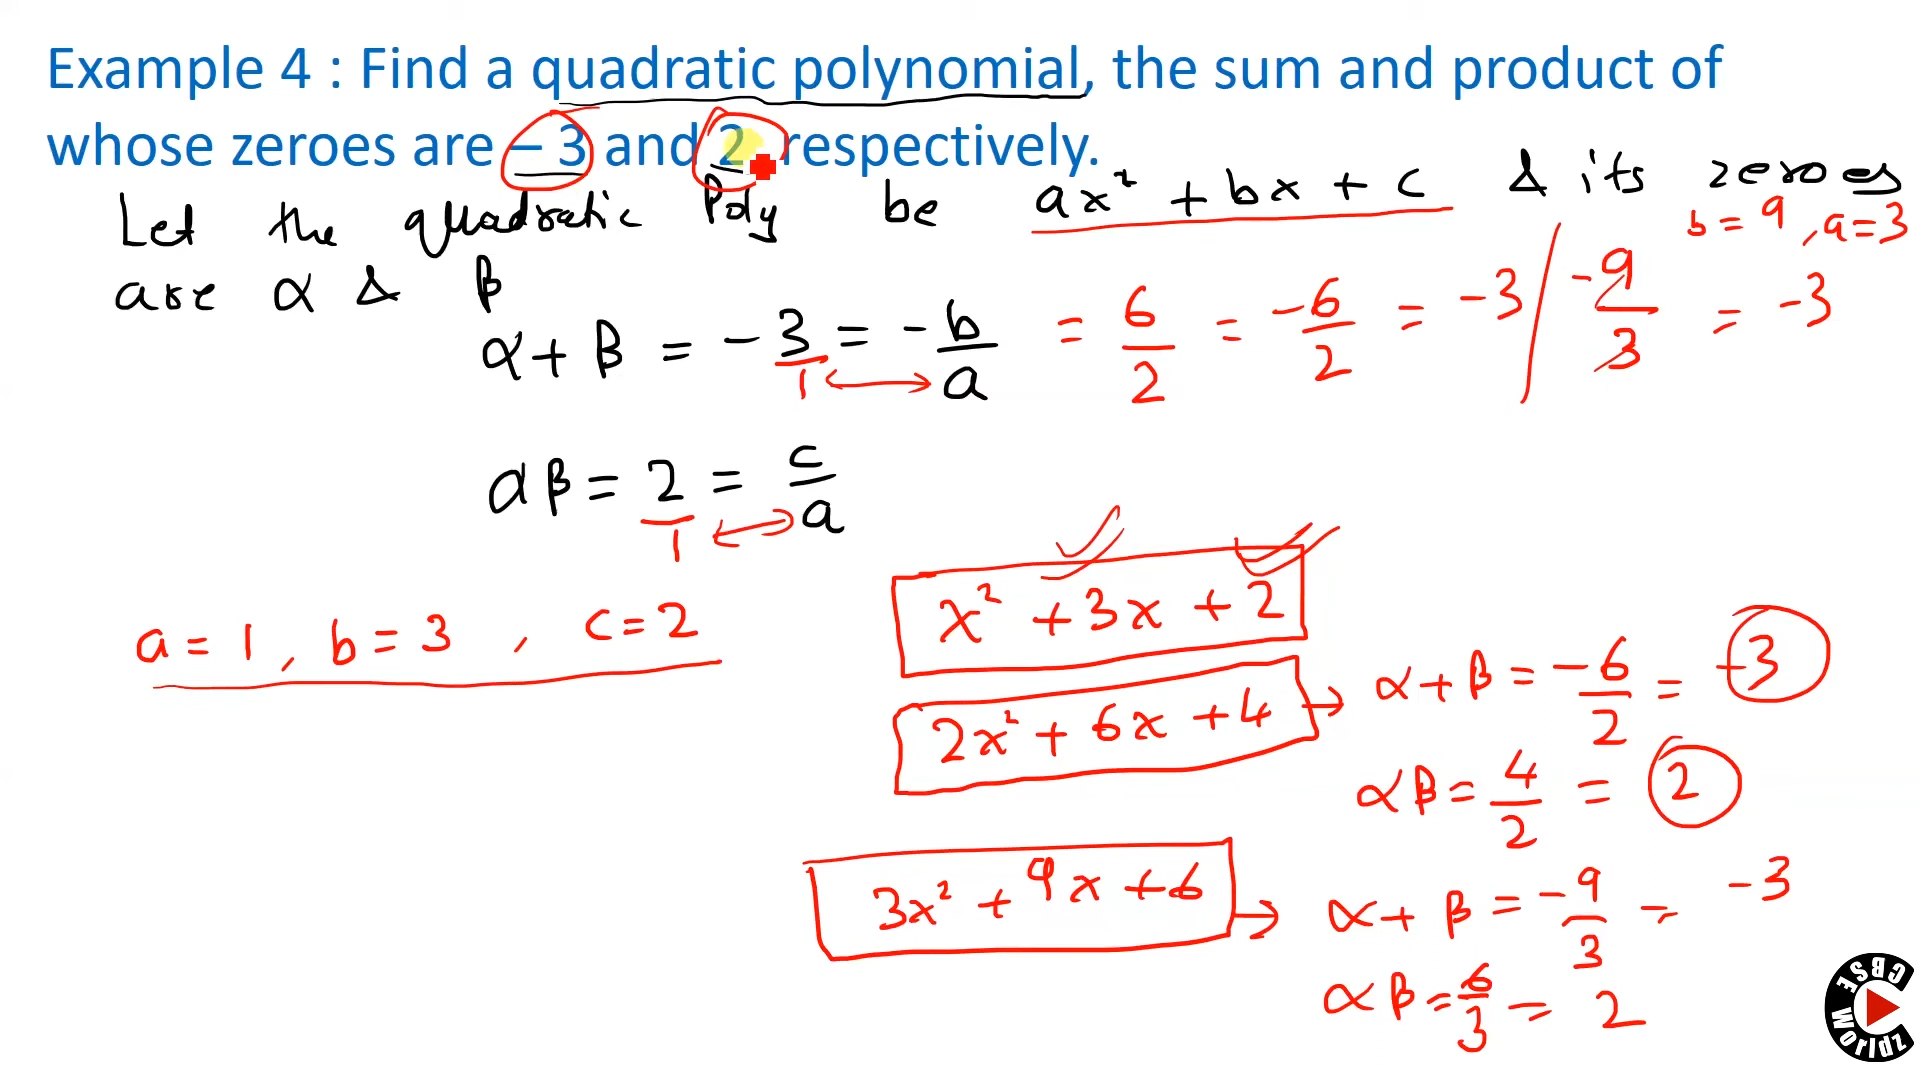 Example 4 : Find a quadratic polynomial, the sum and product of
whose zeroes are – 3 and 2, respectively.
Let the quadratic Poly be ax² + bx + c & its zeroes
b = 9, a = 3
are α & β
α + β = -3/1 = -b/a = 6/2 = -6/2 = -3 / -9/3 = -3
αβ = 2/1 = c/a
a = 1, b = 3, c = 2
x² + 3x + 2
2x² + 6x + 4 → α + β = -6/2 = -3
αβ = 4/2 = 2
3x² + 9x + 6 → α + β = -9/3 = -3
αβ = 6/3 = 2
CBSE Worldz